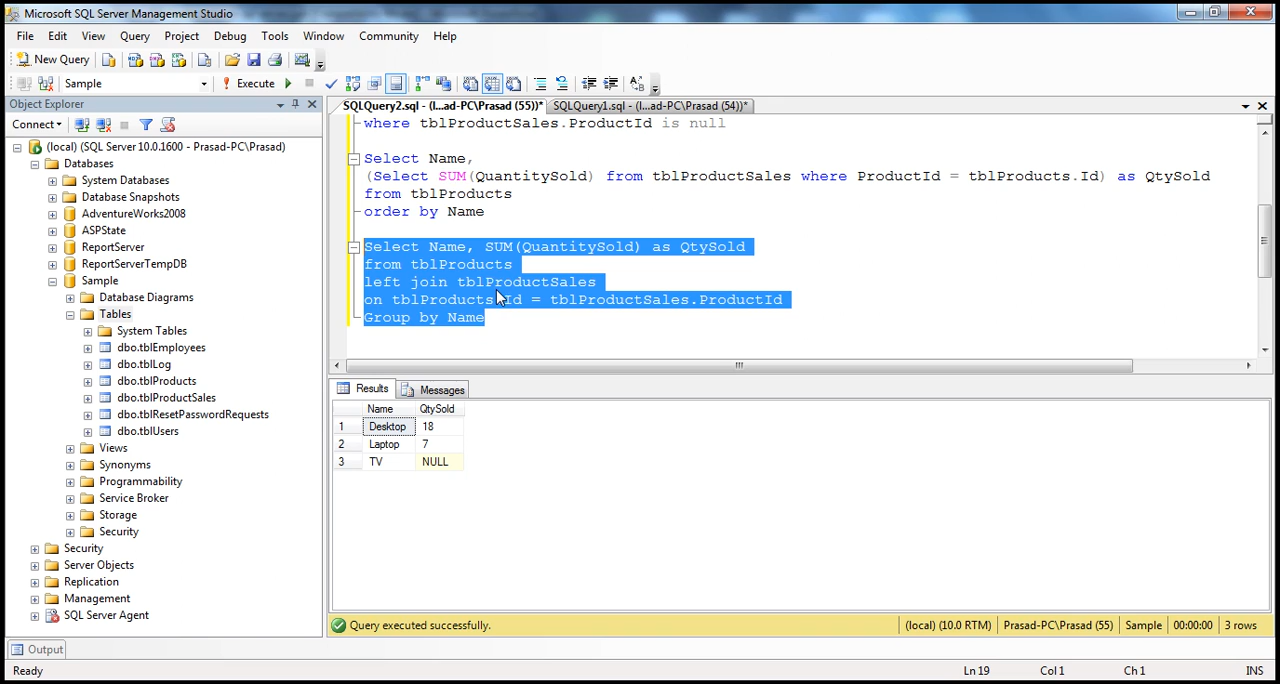 Microsoft SQL Server Management Studio
File Edit View Query Project Debug Tools Window Community Help
New Query
Sample Execute
Object Explorer
SQLQuery2.sql - (l...ad-PC\Prasad (55))* SQLQuery1.sql - (l...ad-PC\Prasad (54))*
Connect
(local) (SQL Server 10.0.1600 - Prasad-PC\Prasad)
Databases
System Databases
Database Snapshots
AdventureWorks2008
ASPState
ReportServer
ReportServerTempDB
Sample
Database Diagrams
Tables
System Tables
dbo.tblEmployees
dbo.tblLog
dbo.tblProducts
dbo.tblProductSales
dbo.tblResetPasswordRequests
dbo.tblUsers
Views
Synonyms
Programmability
Service Broker
Storage
Security
Security
Server Objects
Replication
Management
SQL Server Agent
where tblProductSales.ProductId is null
Select Name,
(Select SUM(QuantitySold) from tblProductSales where ProductId = tblProducts.Id) as QtySold
from tblProducts
order by Name
Select Name, SUM(QuantitySold) as QtySold
from tblProducts
left join tblProductSales
on tblProducts.Id = tblProductSales.ProductId
Group by Name
Results Messages
Name QtySold
1 Desktop 18
2 Laptop 7
3 TV NULL
Query executed successfully. (local) (10.0 RTM) Prasad-PC\Prasad (55) Sample 00:00:00 3 rows
Output
Ready Ln 19 Col 1 Ch 1 INS